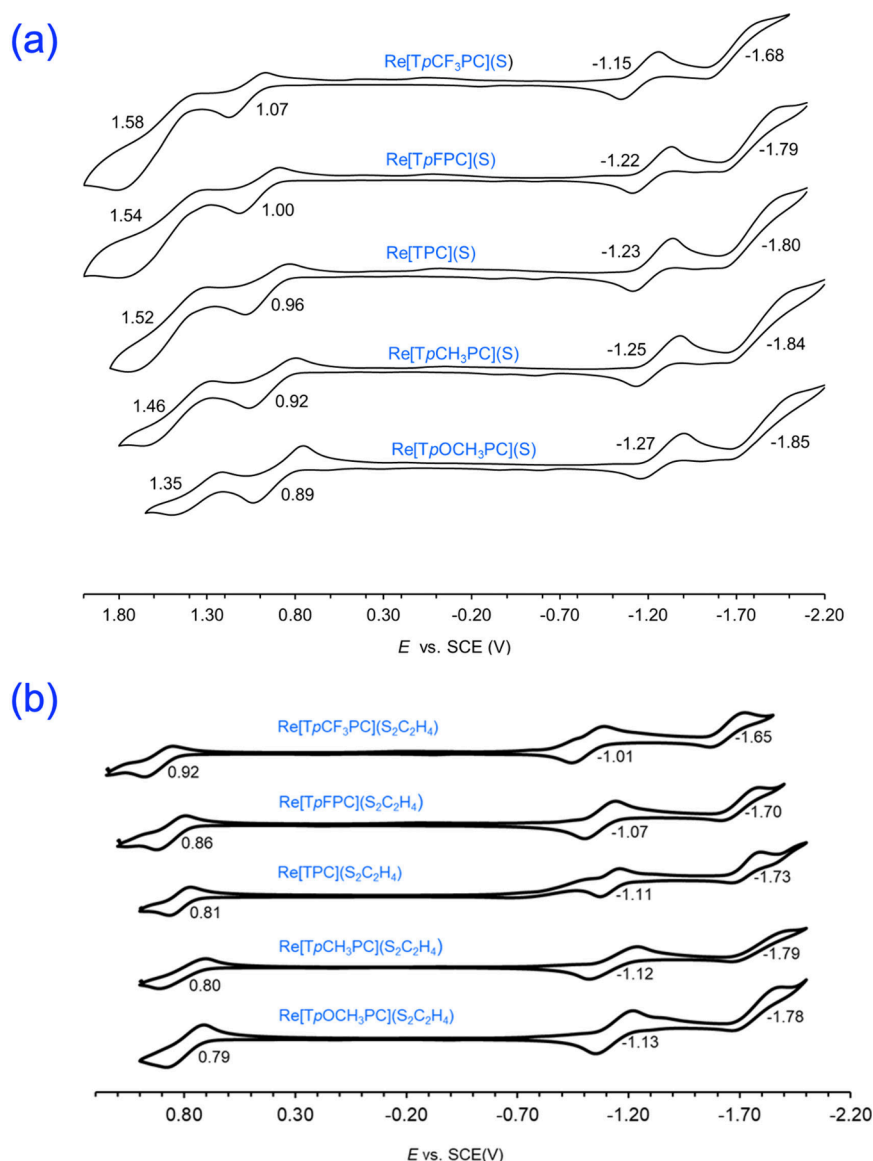 (a)
Re[TpCF₃PC](S)
-1.15
-1.68
1.58
1.07
Re[TpFPC](S)
-1.22
-1.79
1.54
1.00
Re[TPC](S)
-1.23
-1.80
1.52
0.96
Re[TpCH₃PC](S)
-1.25
-1.84
1.46
0.92
Re[TpOCH₃PC](S)
-1.27
-1.85
1.35
0.89
1.80 1.30 0.80 0.30 -0.20 -0.70 -1.20 -1.70 -2.20
E vs. SCE (V)
(b)
Re[TpCF₃PC](S₂C₂H₄)
0.92 -1.01 -1.65
Re[TpFPC](S₂C₂H₄)
0.86 -1.07 -1.70
Re[TPC](S₂C₂H₄)
0.81 -1.11 -1.73
Re[TpCH₃PC](S₂C₂H₄)
0.80 -1.12 -1.79
Re[TpOCH₃PC](S₂C₂H₄)
0.79 -1.13 -1.78
0.80 0.30 -0.20 -0.70 -1.20 -1.70 -2.20
E vs. SCE(V)